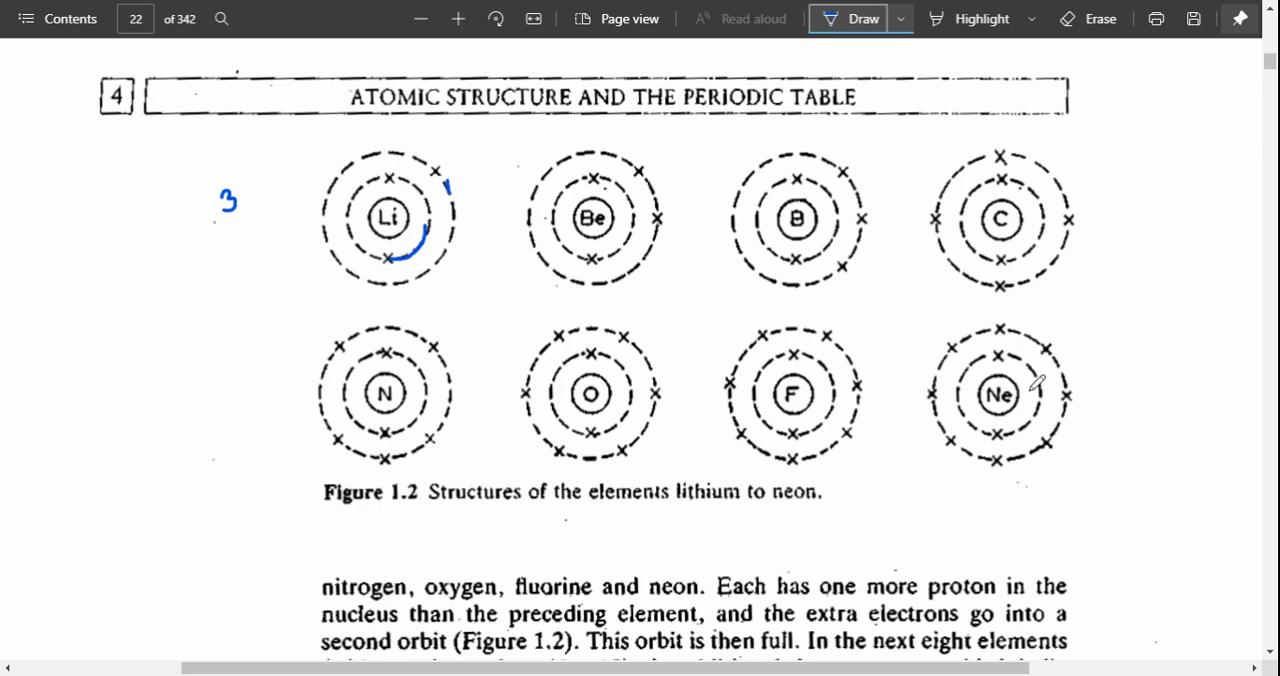 Contents 22 of 342 Page view Read aloud Draw Highlight Erase
4 ATOMIC STRUCTURE AND THE PERIODIC TABLE
3
Li Be B C
N O F Ne
Figure 1.2 Structures of the elements lithium to neon.
nitrogen, oxygen, fluorine and neon. Each has one more proton in the
nucleus than the preceding element, and the extra electrons go into a
second orbit (Figure 1.2). This orbit is then full. In the next eight elements